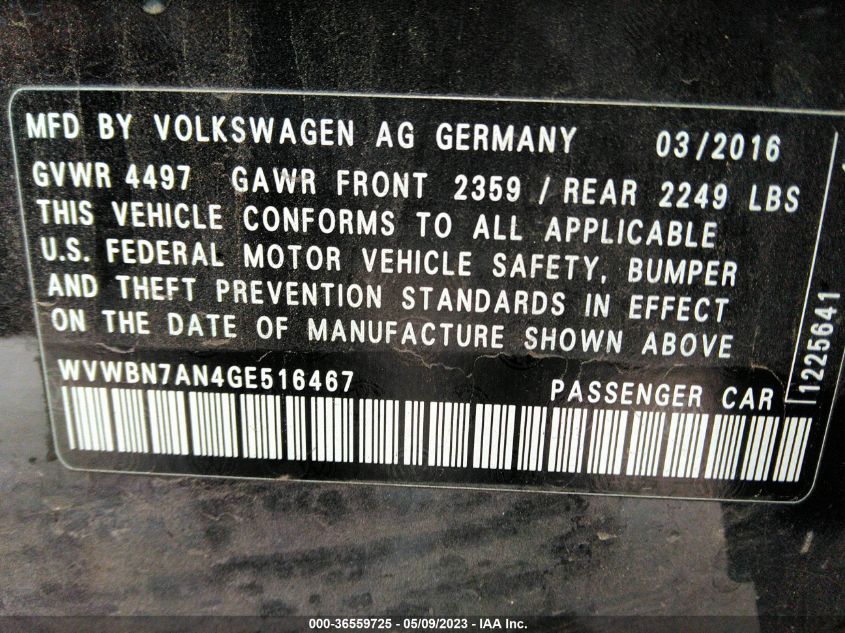 MFD BY VOLKSWAGEN AG GERMANY 03/2016
GVWR 4497 GAWR FRONT 2359 / REAR 2249 LBS
THIS VEHICLE CONFORMS TO ALL APPLICABLE
U.S. FEDERAL MOTOR VEHICLE SAFETY, BUMPER
AND THEFT PREVENTION STANDARDS IN EFFECT
ON THE DATE OF MANUFACTURE SHOWN ABOVE
WVWBN7AN4GE516467 PASSENGER CAR
1225641
000-36559725 - 05/09/2023 - IAA Inc.